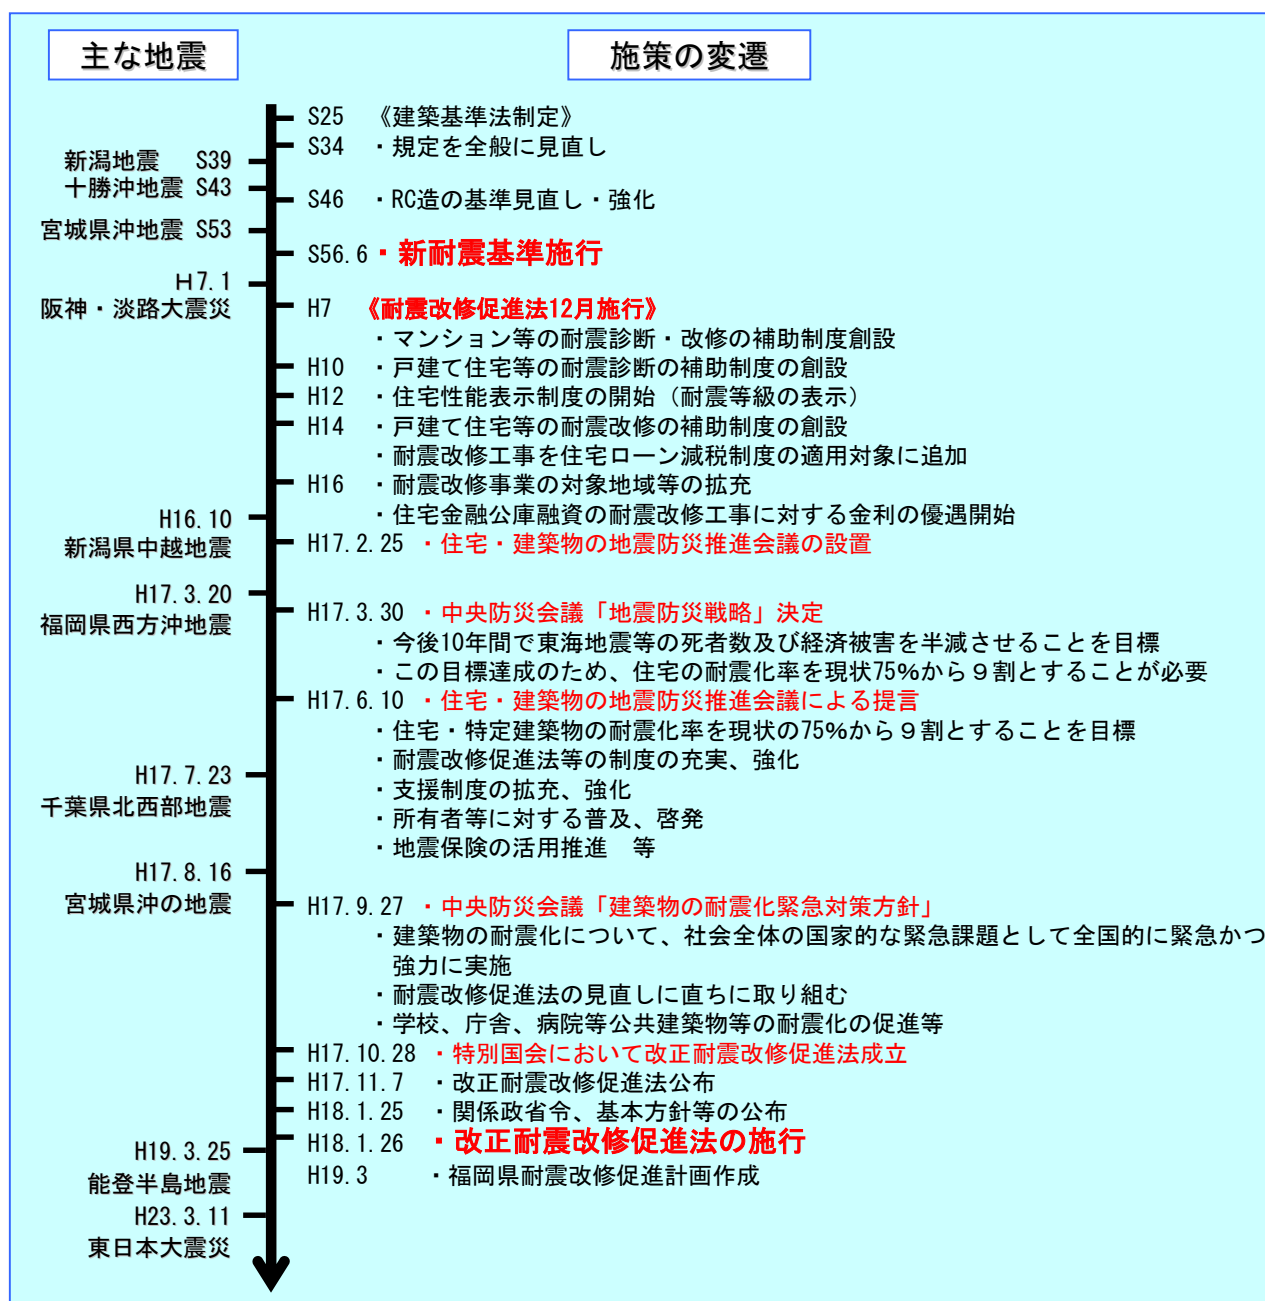 主な地震
施策の変遷
S25 《建築基準法制定》
S34 ・規定を全般に見直し
新潟地震 S39
十勝沖地震 S43
S46 ・RC造の基準見直し・強化
宮城県沖地震 S53
S56.6 ・新耐震基準施行
H7.1
阪神・淡路大震災
H7 《耐震改修促進法12月施行》
・マンション等の耐震診断・改修の補助制度創設
H10 ・戸建て住宅等の耐震診断の補助制度の創設
H12 ・住宅性能表示制度の開始（耐震等級の表示）
H14 ・戸建て住宅等の耐震改修の補助制度の創設
・耐震改修工事を住宅ローン減税制度の適用対象に追加
H16 ・耐震改修事業の対象地域等の拡充
・住宅金融公庫融資の耐震改修工事に対する金利の優遇開始
H16.10
新潟県中越地震
H17.2.25 ・住宅・建築物の地震防災推進会議の設置
H17.3.20
福岡県西方沖地震
H17.3.30 ・中央防災会議「地震防災戦略」決定
・今後10年間で東海地震等の死者数及び経済被害を半減させることを目標
・この目標達成のため、住宅の耐震化率を現状75%から９割とすることが必要
H17.6.10 ・住宅・建築物の地震防災推進会議による提言
・住宅・特定建築物の耐震化率を現状の75%から９割とすることを目標
・耐震改修促進法等の制度の充実、強化
・支援制度の拡充、強化
・所有者等に対する普及、啓発
・地震保険の活用推進　等
H17.7.23
千葉県北西部地震
H17.8.16
宮城県沖の地震
H17.9.27 ・中央防災会議「建築物の耐震化緊急対策方針」
・建築物の耐震化について、社会全体の国家的な緊急課題として全国的に緊急かつ
強力に実施
・耐震改修促進法の見直しに直ちに取り組む
・学校、庁舎、病院等公共建築物等の耐震化の促進等
H17.10.28 ・特別国会において改正耐震改修促進法成立
H17.11.7 ・改正耐震改修促進法公布
H18.1.25 ・関係政省令、基本方針等の公布
H18.1.26 ・改正耐震改修促進法の施行
H19.3.25
能登半島地震
H19.3 ・福岡県耐震改修促進計画作成
H23.3.11
東日本大震災